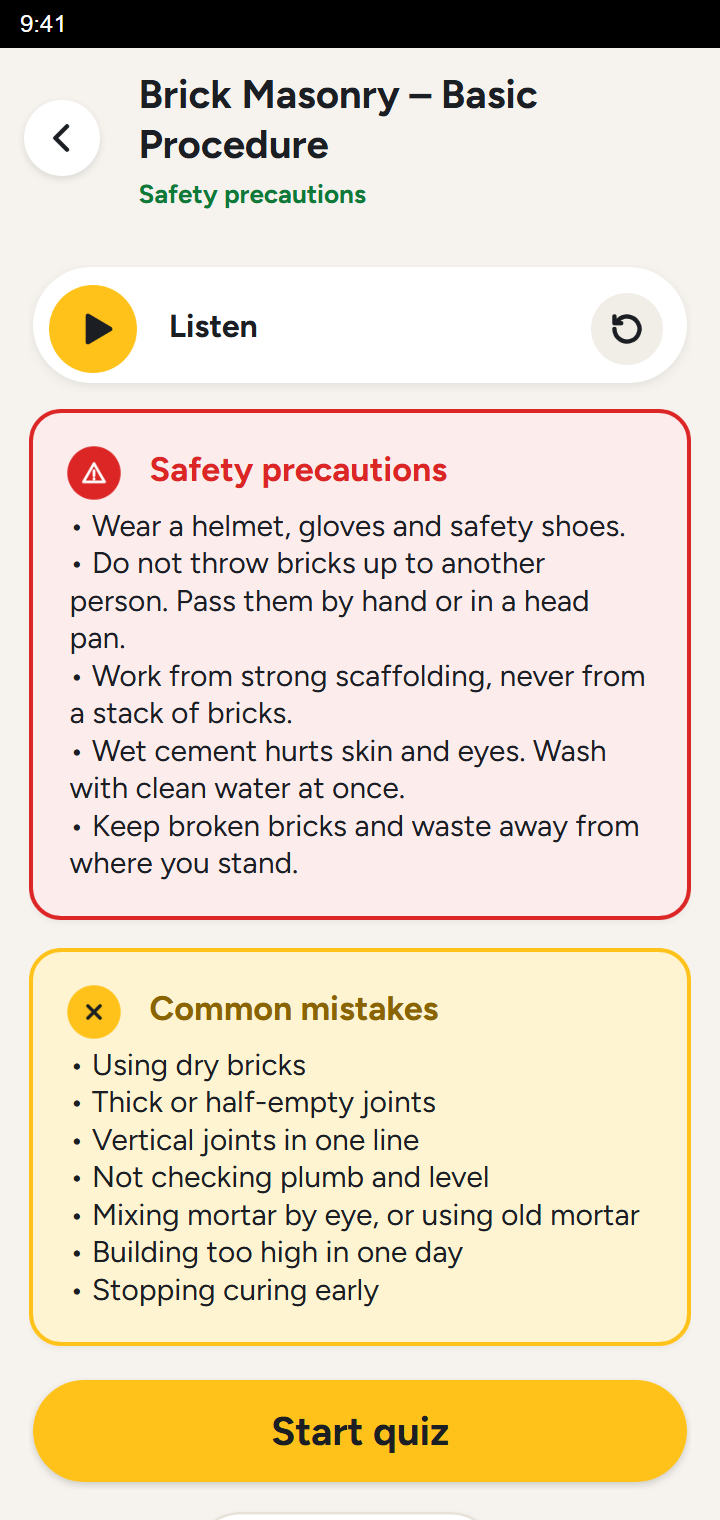 9:41
Brick Masonry – Basic
Procedure
Safety precautions
Listen
Safety precautions
• Wear a helmet, gloves and safety shoes.
• Do not throw bricks up to another
person. Pass them by hand or in a head
pan.
• Work from strong scaffolding, never from
a stack of bricks.
• Wet cement hurts skin and eyes. Wash
with clean water at once.
• Keep broken bricks and waste away from
where you stand.
Common mistakes
• Using dry bricks
• Thick or half-empty joints
• Vertical joints in one line
• Not checking plumb and level
• Mixing mortar by eye, or using old mortar
• Building too high in one day
• Stopping curing early
Start quiz